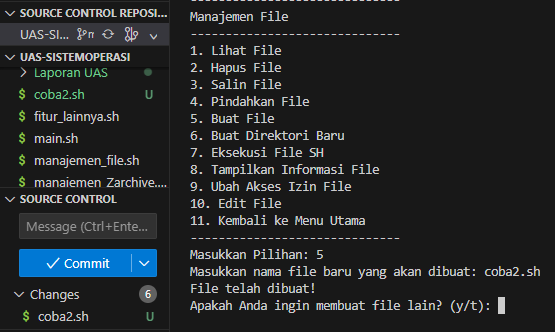 SOURCE CONTROL REPOSI...
UAS-SI...
UAS-SISTEMOPERASI
Laporan UAS
$ coba2.sh U
$ fitur_lainnya.sh
$ main.sh
$ manajemen_file.sh
$ manajemen_Zarchive....
SOURCE CONTROL
Message (Ctrl+Ente...
Commit
Changes 6
$ coba2.sh U
Manajemen File
------------------------------
1. Lihat File
2. Hapus File
3. Salin File
4. Pindahkan File
5. Buat File
6. Buat Direktori Baru
7. Eksekusi File SH
8. Tampilkan Informasi File
9. Ubah Akses Izin File
10. Edit File
11. Kembali ke Menu Utama
------------------------------
Masukkan Pilihan: 5
Masukkan nama file baru yang akan dibuat: coba2.sh
File telah dibuat!
Apakah Anda ingin membuat file lain? (y/t):